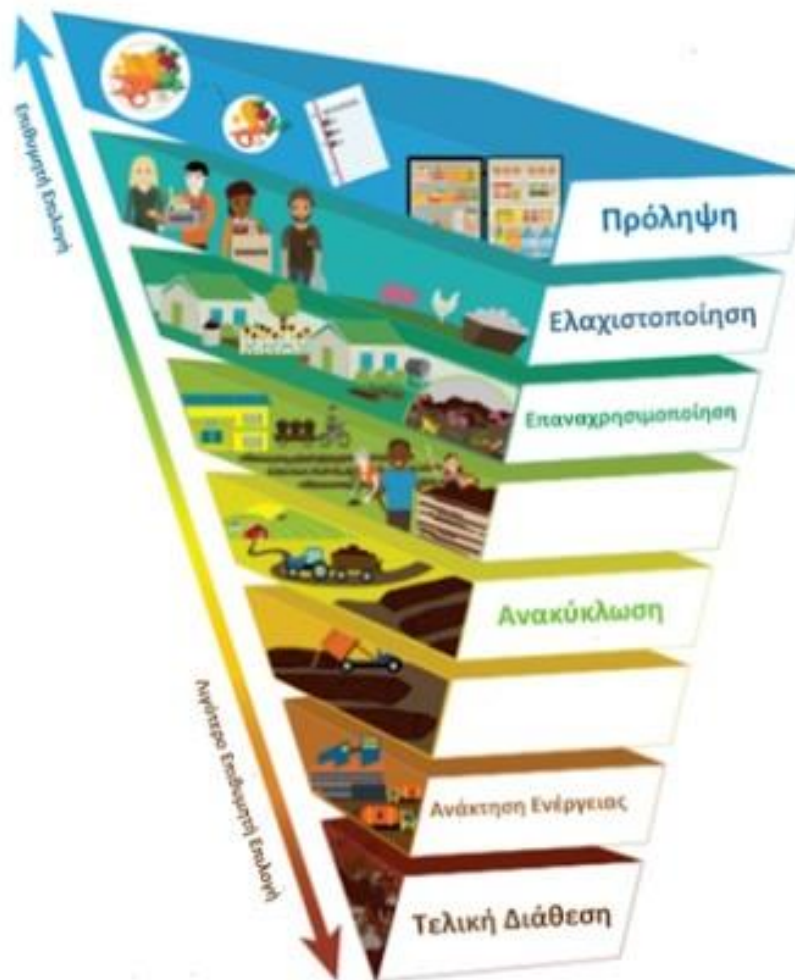 Επιθυμητή Επιλογή
Πρόληψη
Ελαχιστοποίηση
Επαναχρησιμοποίηση
Ανακύκλωση
Λιγότερο Επιθυμητή Επιλογή
Ανάκτηση Ενέργειας
Τελική Διάθεση